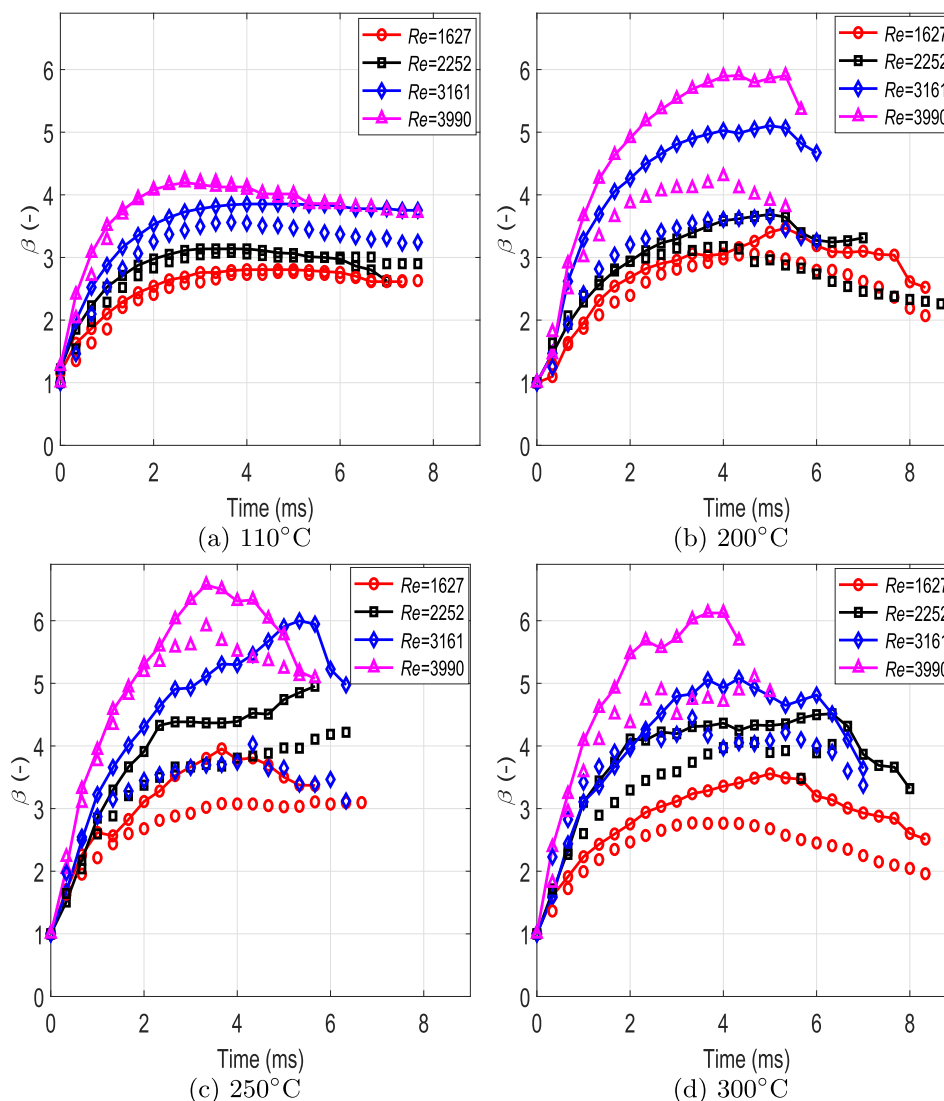 Re=1627
Re=2252
Re=3161
Re=3990
6
5
4
3
2
1
0
β (-)
0 2 4 6 8
Time (ms)
(a) 110°C
Re=1627
Re=2252
Re=3161
Re=3990
6
5
4
3
2
1
0
β (-)
0 2 4 6 8
Time (ms)
(b) 200°C
Re=1627
Re=2252
Re=3161
Re=3990
6
5
4
3
2
1
0
β (-)
0 2 4 6 8
Time (ms)
(c) 250°C
Re=1627
Re=2252
Re=3161
Re=3990
6
5
4
3
2
1
0
β (-)
0 2 4 6 8
Time (ms)
(d) 300°C